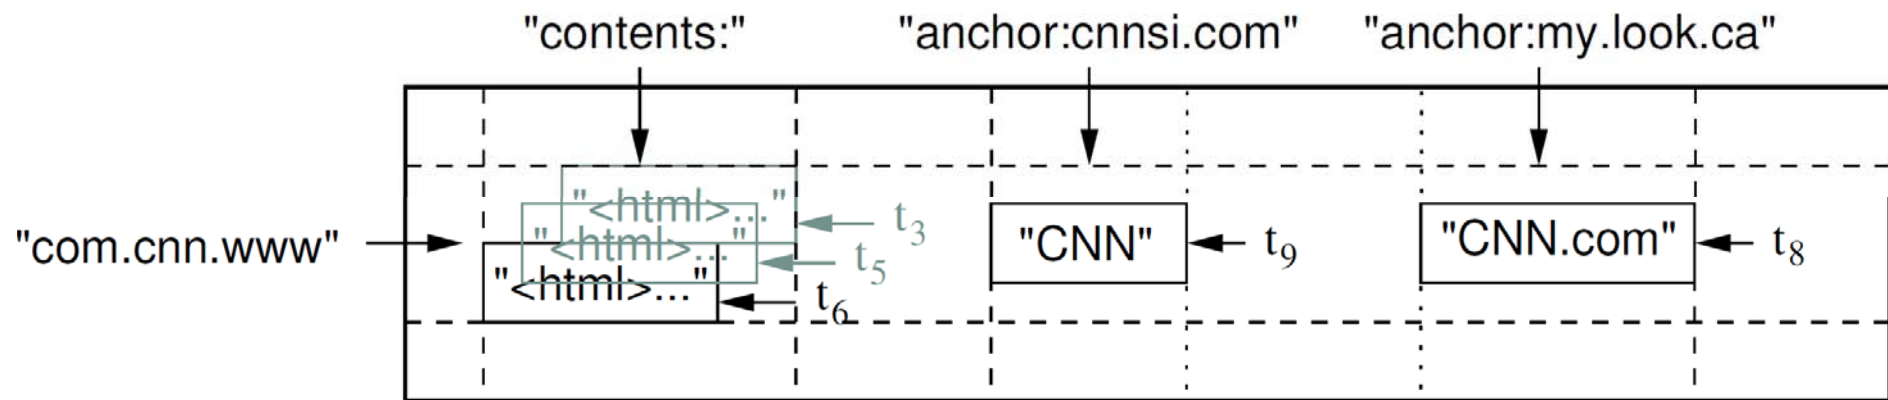 "contents:" "anchor:cnnsi.com" "anchor:my.look.ca"
"<html>..." t3
"com.cnn.www" "<html>..." t5 "CNN" t9 "CNN.com" t8
"<html>..." t6